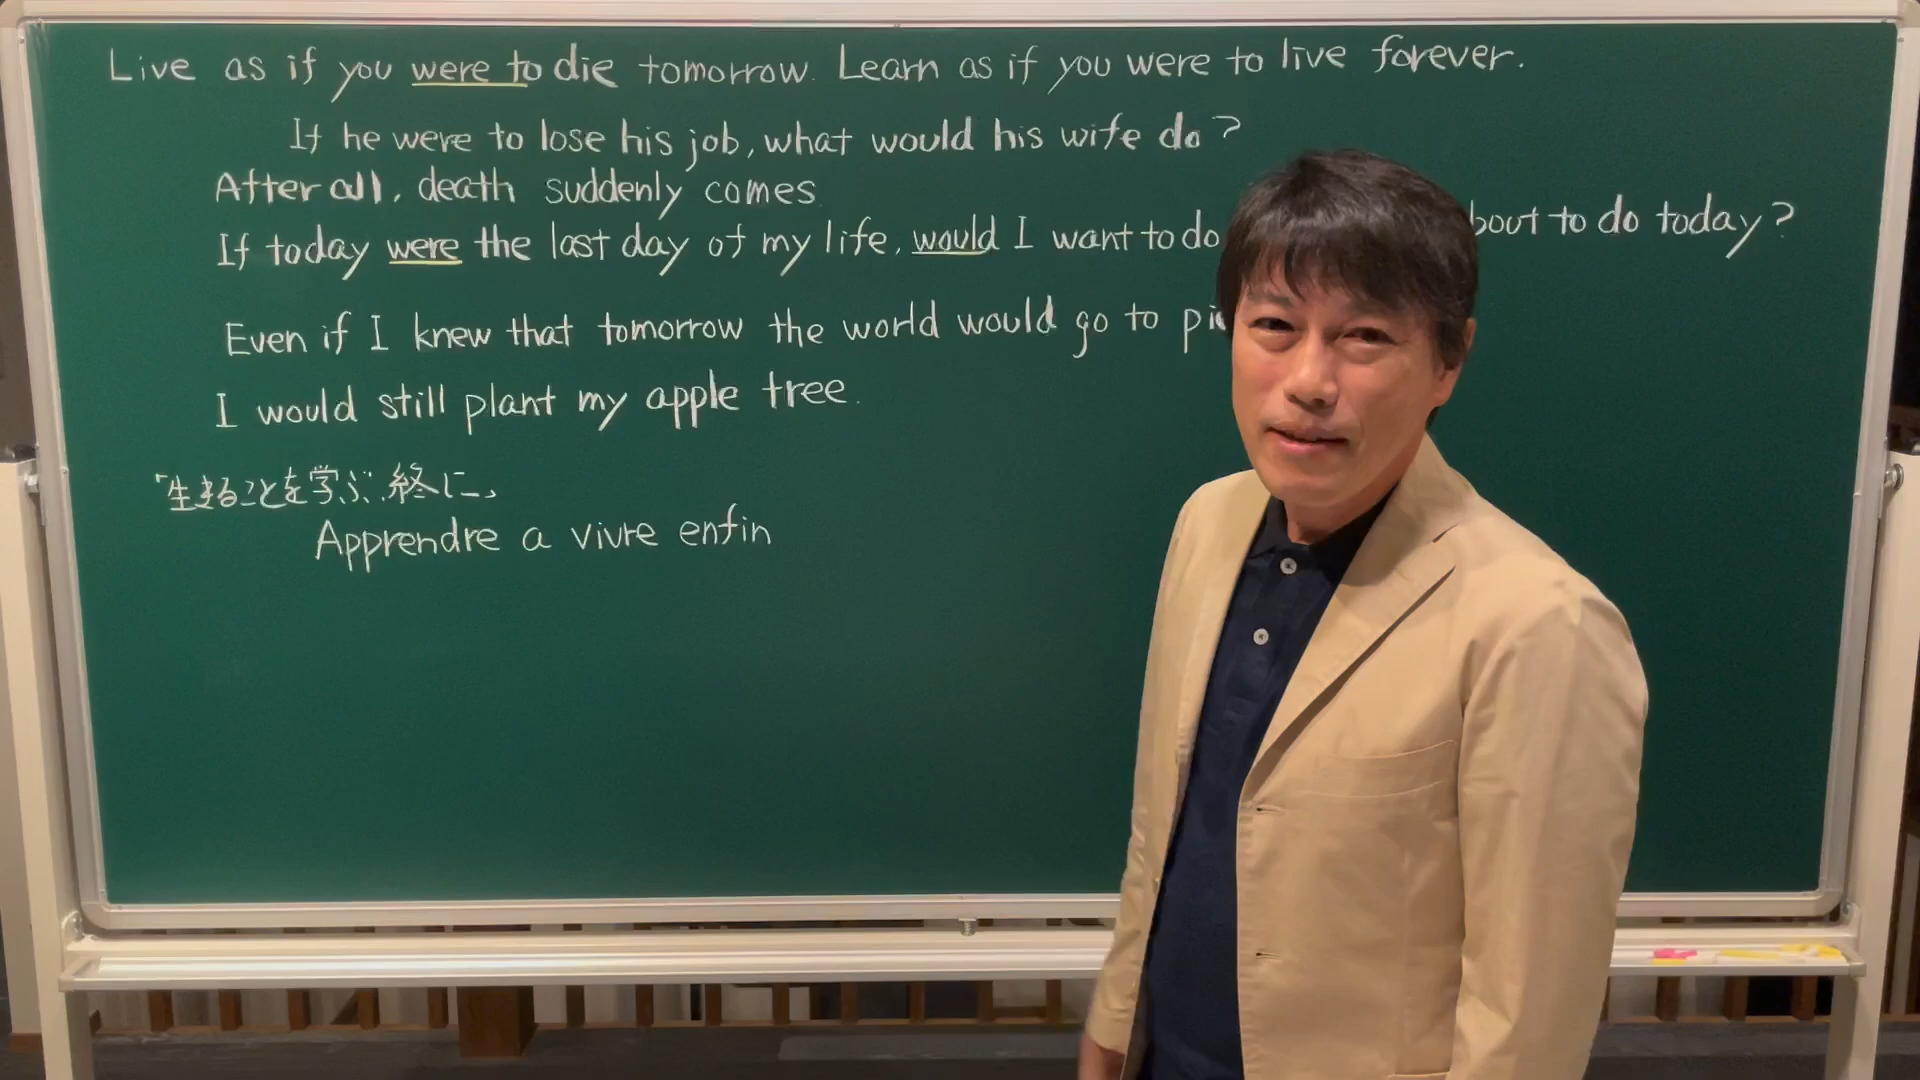 Live as if you were to die tomorrow. Learn as if you were to live forever.
If he were to lose his job, what would his wife do?
After all, death suddenly comes.
If today were the last day of my life, would I want to do bout to do today?
Even if I knew that tomorrow the world would go to pi
I would still plant my apple tree.
「生きることを学ぶ、終に」
Apprendre a vivre enfin